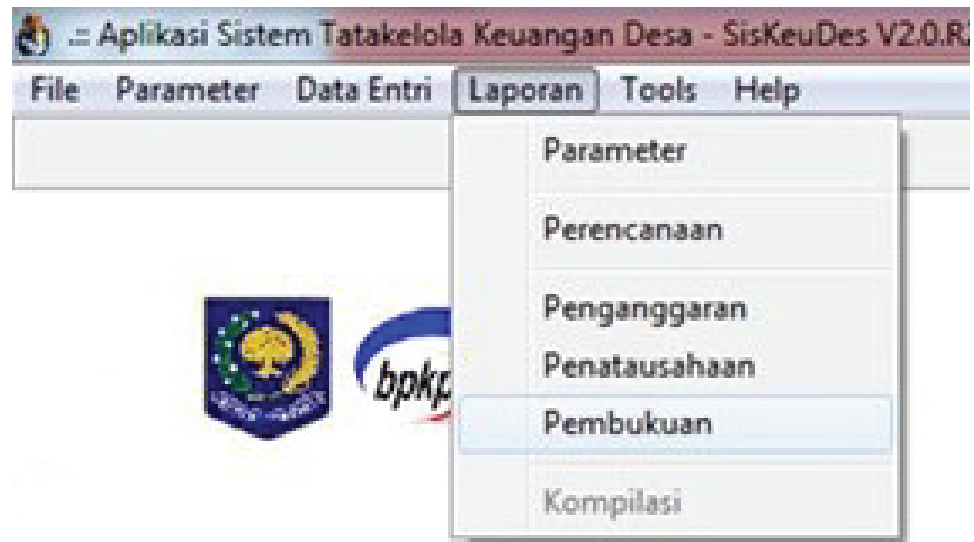 .:: Aplikasi Sistem Tatakelola Keuangan Desa - SisKeuDes V2.0.R2
File Parameter Data Entri Laporan Tools Help
Parameter
Perencanaan
Penganggaran
Penatausahaan
Pembukuan
Kompilasi
bpkp